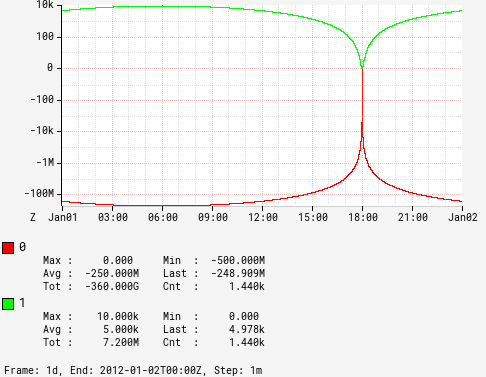 10k
100
0
-100
-10k
-1M
-100M
Z Jan01 03:00 06:00 09:00 12:00 15:00 18:00 21:00 Jan02
0
Max : 0.000 Min : -500.000M
Avg : -250.000M Last : -248.909M
Tot : -360.000G Cnt : 1.440k
1
Max : 10.000k Min : 0.000
Avg : 5.000k Last : 4.978k
Tot : 7.200M Cnt : 1.440k
Frame: 1d, End: 2012-01-02T00:00Z, Step: 1m